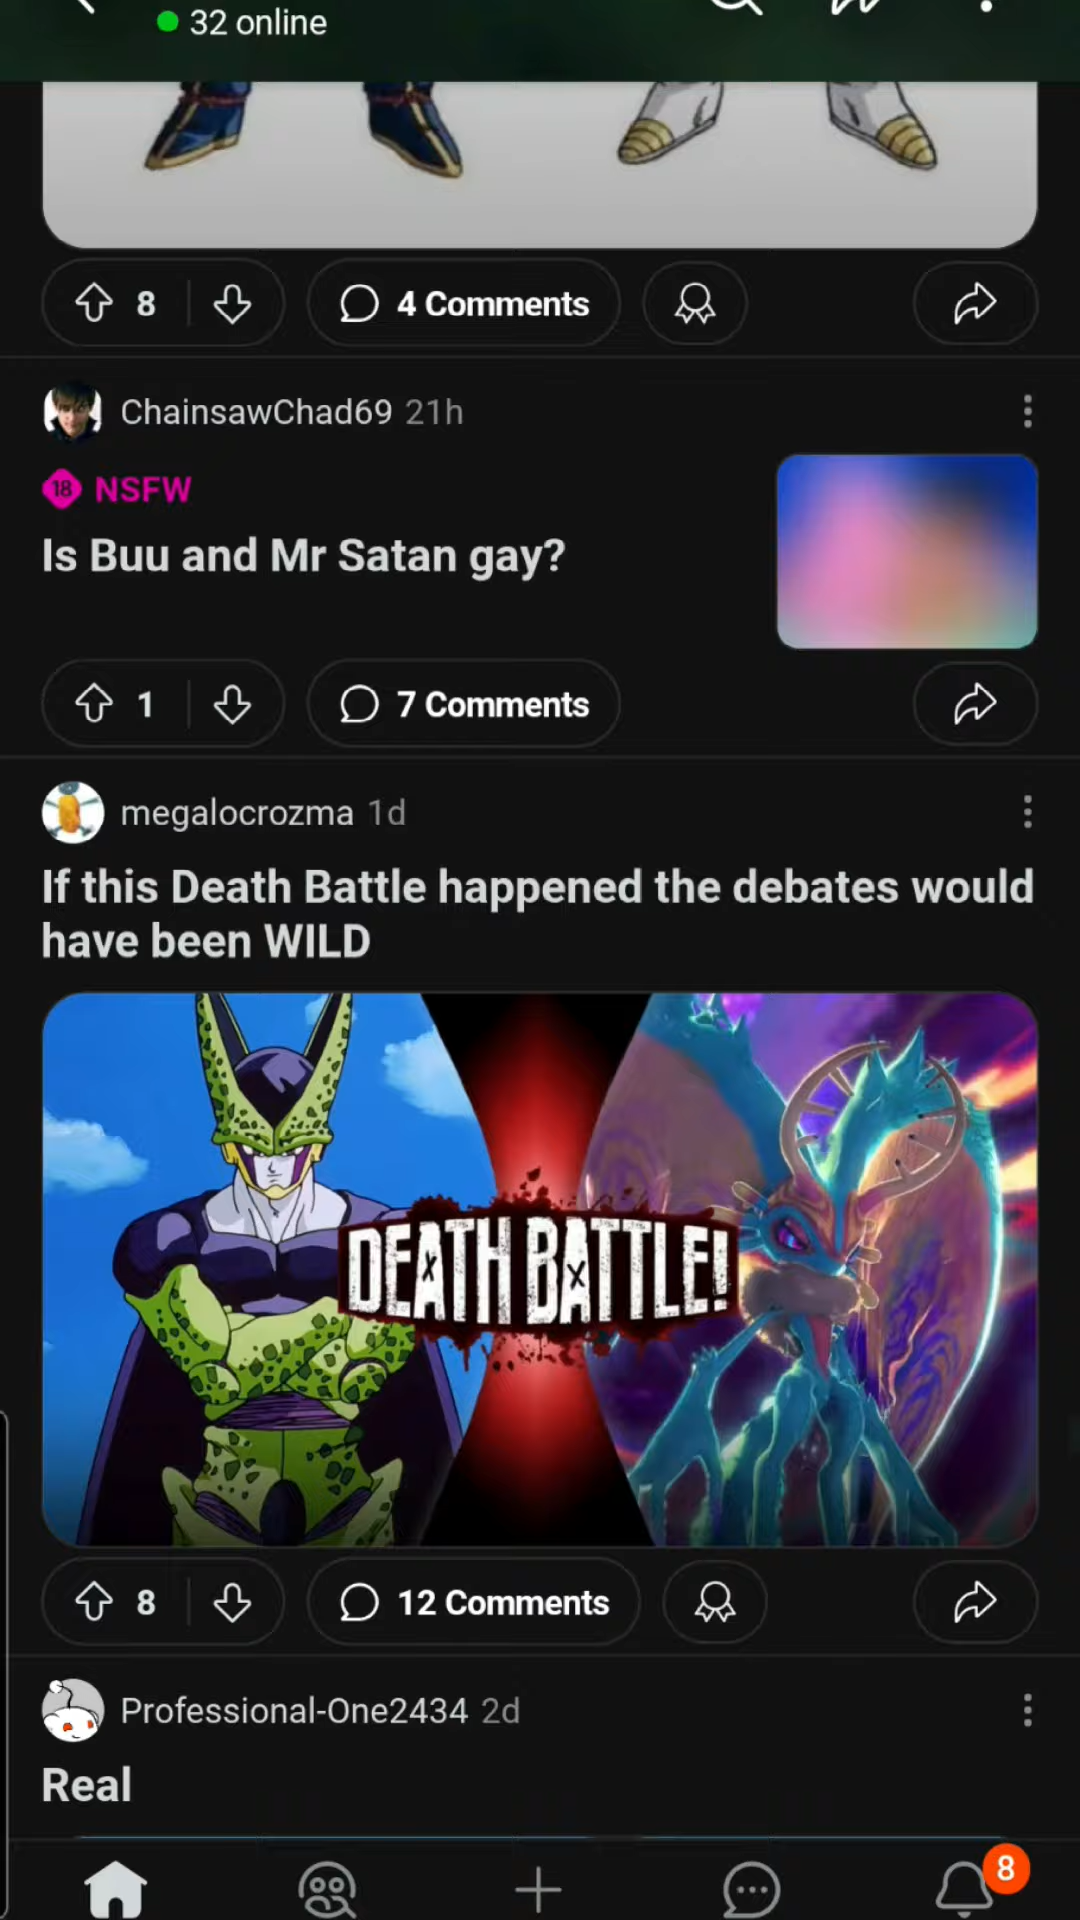 32 online
8
4 Comments
ChainsawChad69 21h
18 NSFW
Is Buu and Mr Satan gay?
1
7 Comments
megalocrozma 1d
If this Death Battle happened the debates would
have been WILD
DEATH BATTLE!
8
12 Comments
Professional-One2434 2d
Real
8